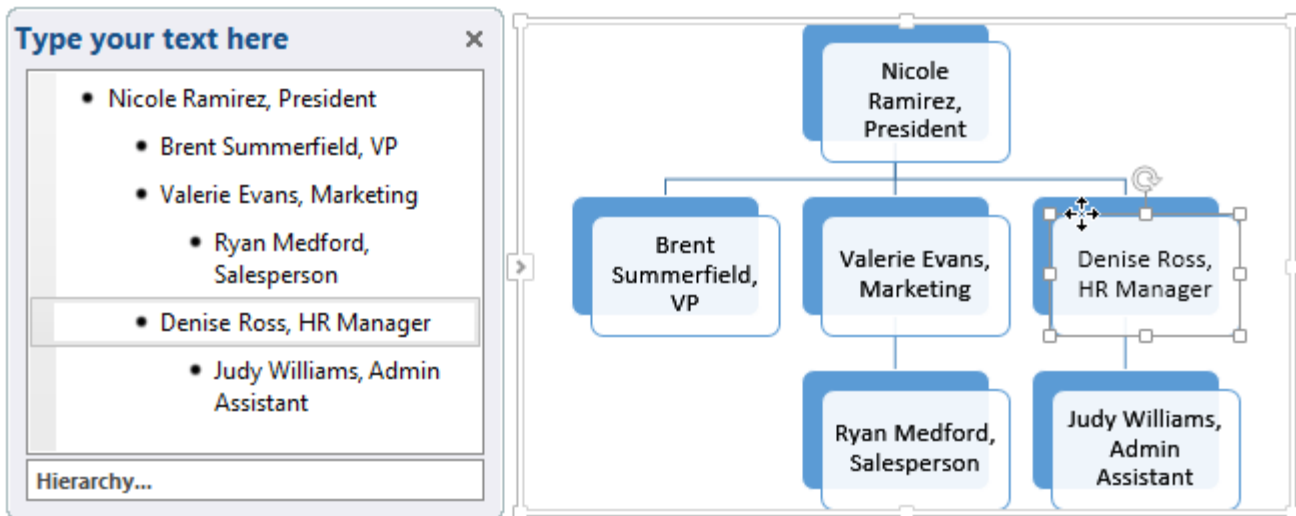 Type your text here
Nicole Ramirez, President
Brent Summerfield, VP
Valerie Evans, Marketing
Ryan Medford,
Salesperson
Denise Ross, HR Manager
Judy Williams, Admin
Assistant
Hierarchy...
Nicole
Ramirez,
President
Brent
Summerfield,
VP
Valerie Evans,
Marketing
Denise Ross,
HR Manager
Ryan Medford,
Salesperson
Judy Williams,
Admin
Assistant